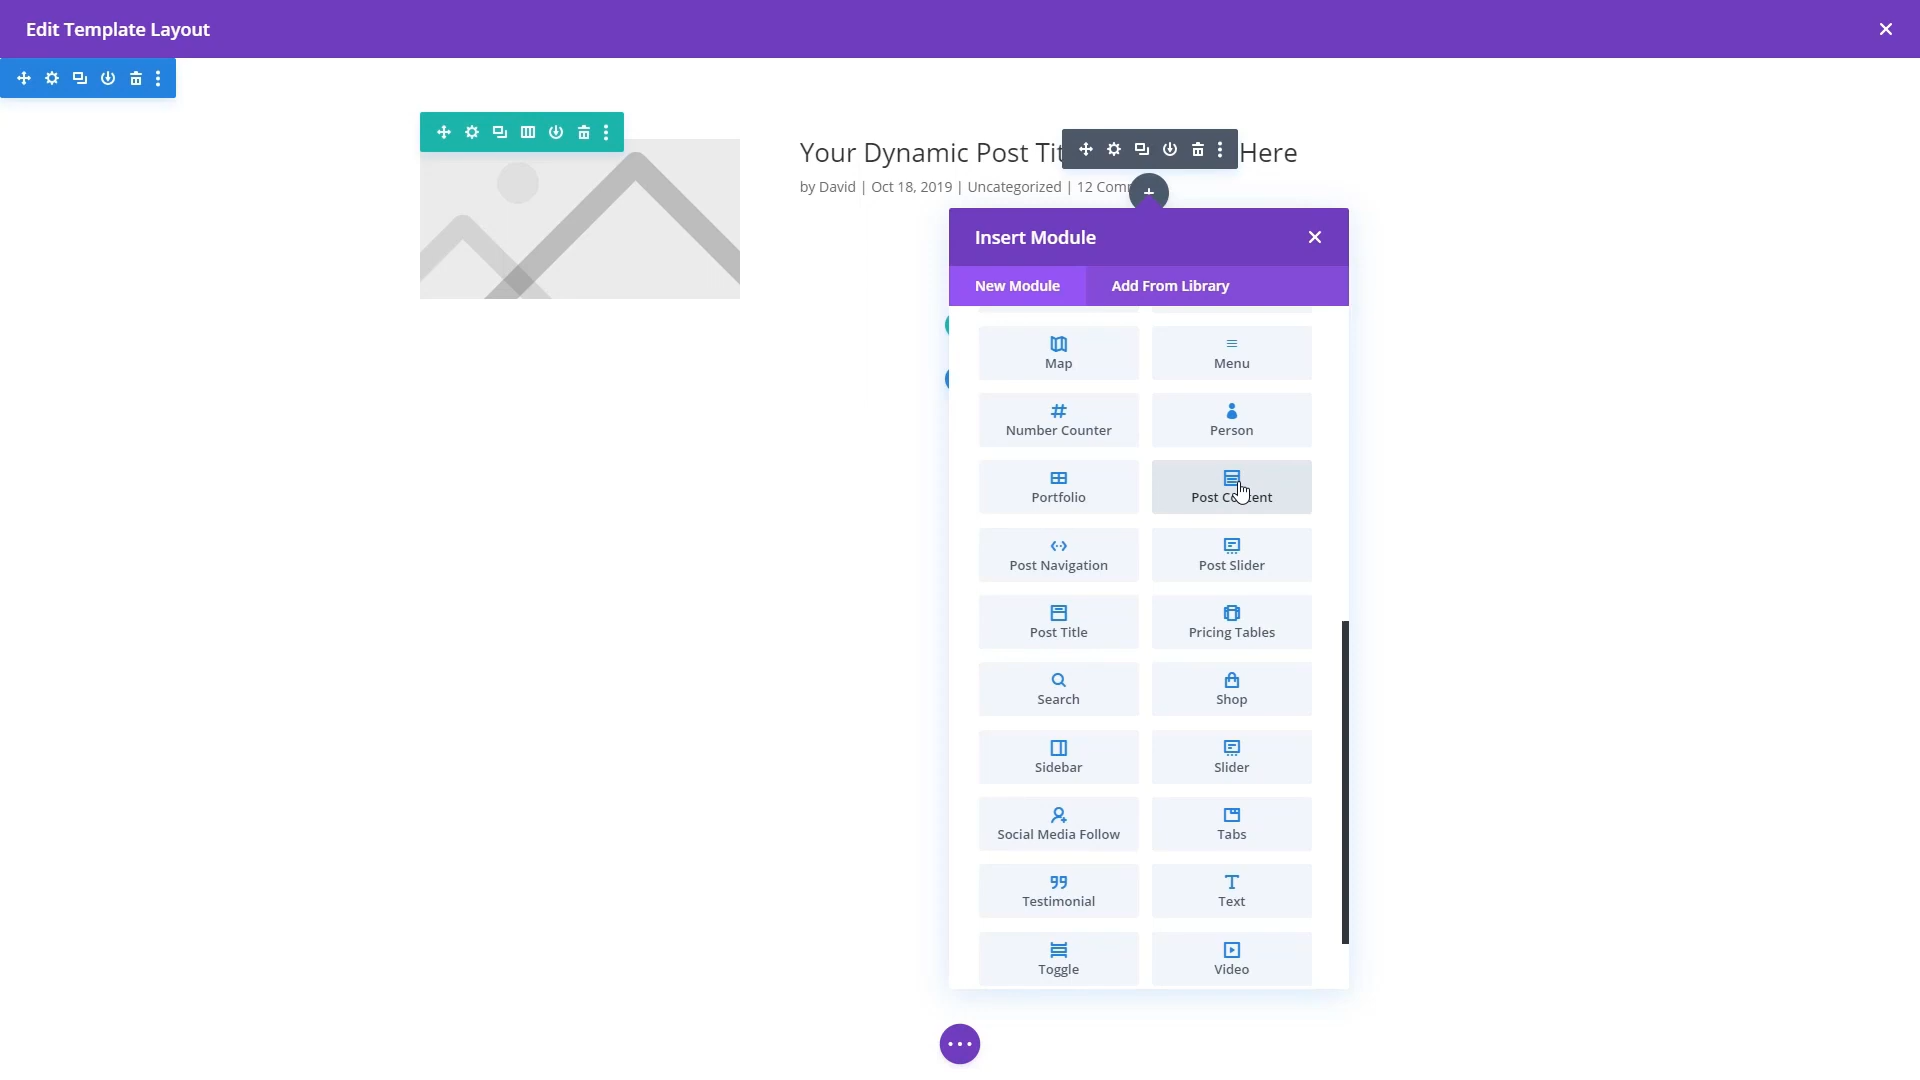 Edit Template Layout
Your Dynamic Post Tit Here
by David | Oct 18, 2019 | Uncategorized | 12 Comm
Insert Module
New Module Add From Library
Map Menu
Number Counter Person
Portfolio Post Content
Post Navigation Post Slider
Post Title Pricing Tables
Search Shop
Sidebar Slider
Social Media Follow Tabs
Testimonial Text
Toggle Video